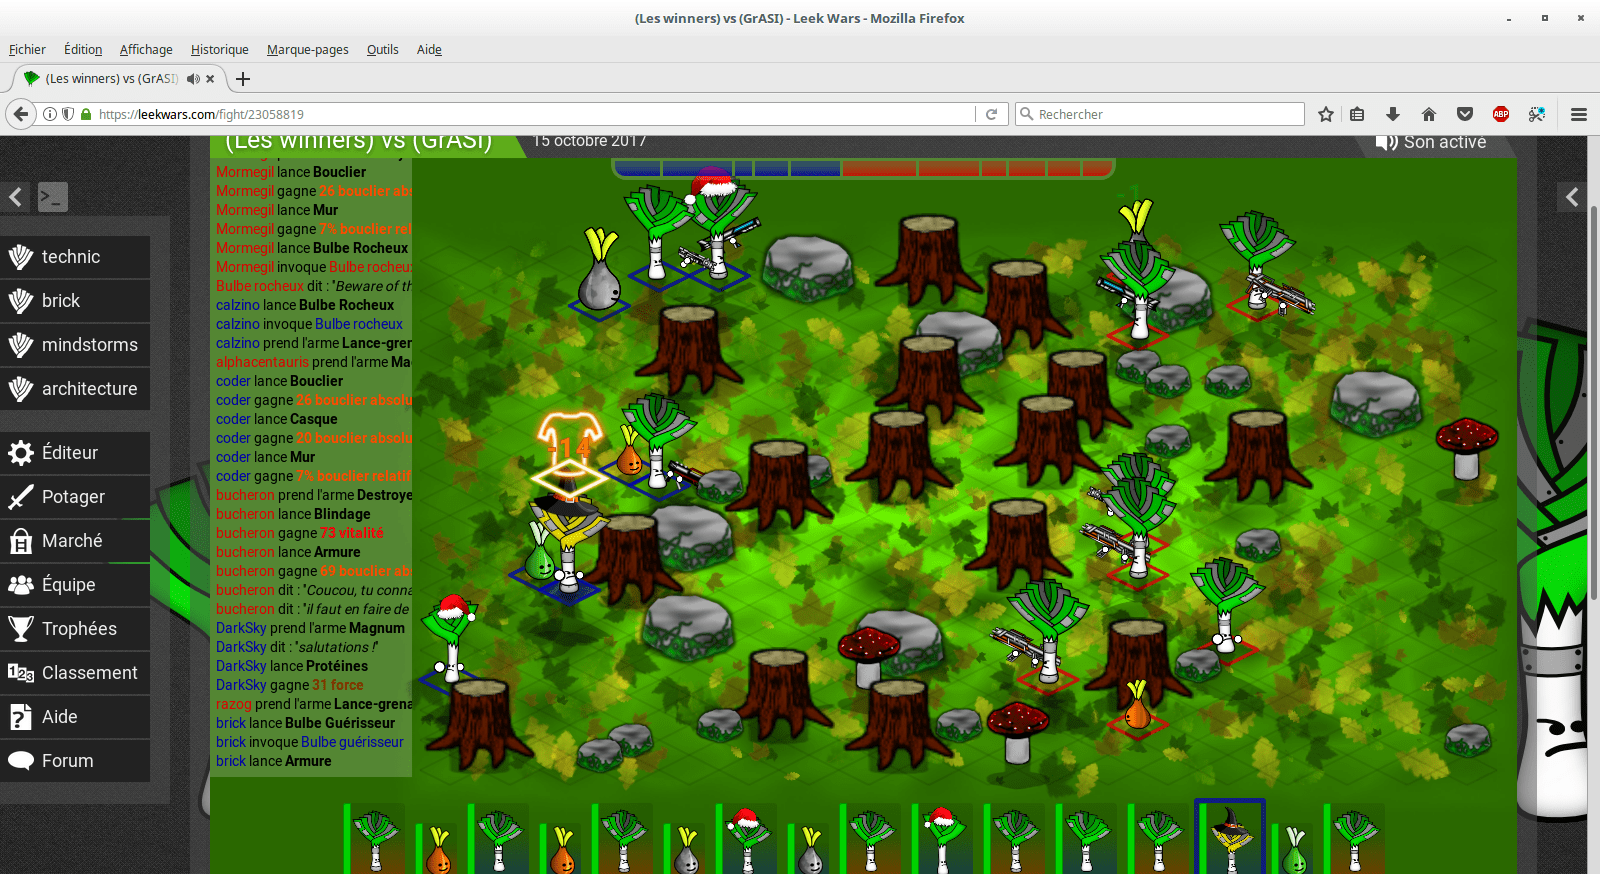 (Les winners) vs (GrASI) - Leek Wars - Mozilla Firefox
Fichier Édition Affichage Historique Marque-pages Outils Aide
(Les winners) vs (GrASI)
https://leekwars.com/fight/23058819
Rechercher
ABP
(Les winners) vs (GrASI)
15 octobre 2017
Son activé
>_
technic
brick
mindstorms
architecture
Éditeur
Potager
Marché
Équipe
Trophées
Classement
Aide
Forum
Mormegil lance Bouclier
Mormegil gagne 26 bouclier abs
Mormegil lance Mur
Mormegil gagne 7% bouclier rel
Mormegil lance Bulbe Rocheux
Mormegil invoque Bulbe rocheux
Bulbe rocheux dit : "Beware of th
calzino lance Bulbe Rocheux
calzino invoque Bulbe rocheux
calzino prend l'arme Lance-gren
alphacentauris prend l'arme Ma
coder lance Bouclier
coder gagne 26 bouclier absolu
coder lance Casque
coder gagne 20 bouclier absolu
coder lance Mur
coder gagne 7% bouclier relatif
bucheron prend l'arme Destroye
bucheron lance Blindage
bucheron gagne 73 vitalité
bucheron lance Armure
bucheron gagne 69 bouclier ab
bucheron dit : "Coucou, tu conna
bucheron dit : "il faut en faire de
DarkSky prend l'arme Magnum
DarkSky dit : "salutations !"
DarkSky lance Protéines
DarkSky gagne 31 force
razog prend l'arme Lance-grena
brick lance Bulbe Guérisseur
brick invoque Bulbe guérisseur
brick lance Armure
-1
-14